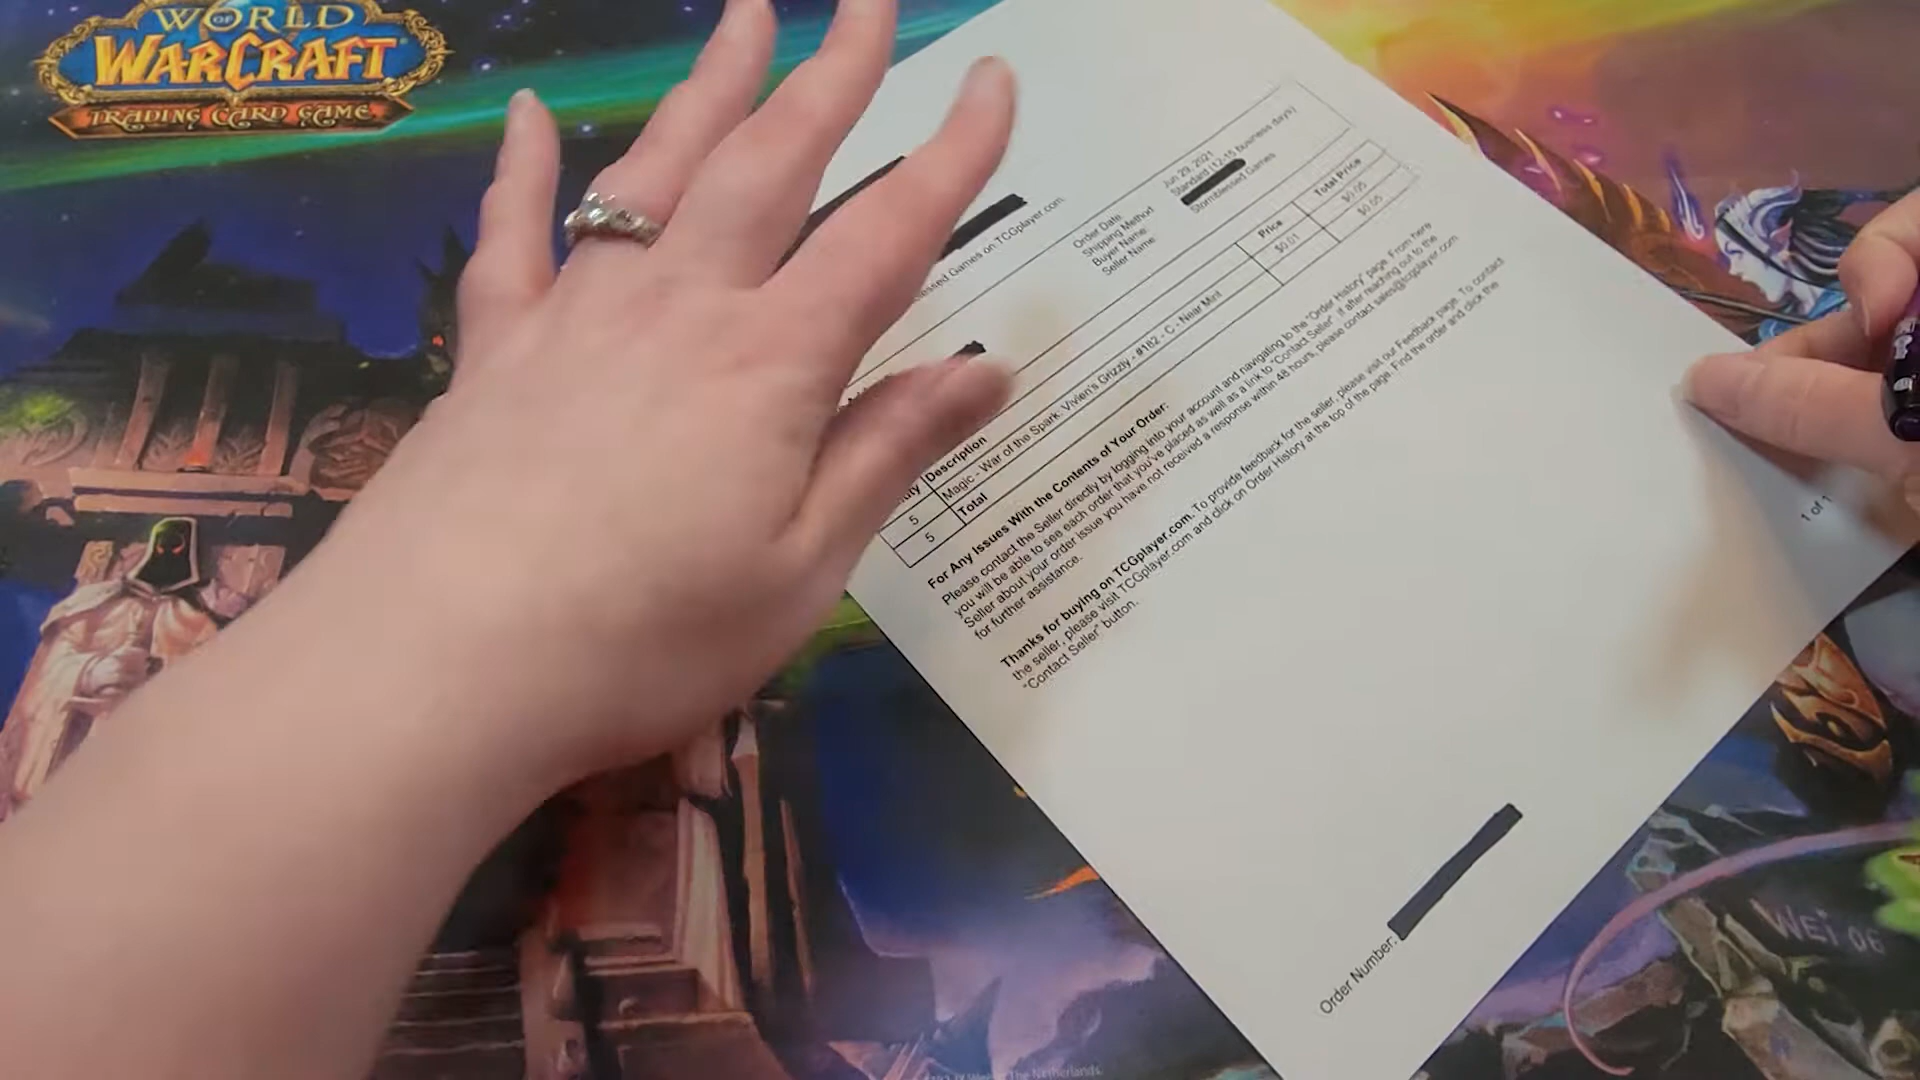 WORLD
OF
WARCRAFT
TRADING CARD GAME
essed Games on TCGplayer.com
Order Date:
Shipping Method
Buyer Name:
Seller Name
Jun 29, 2021
Standard (12-15 business days)
Stormblessed Games
Description
Price
Total Price
5
Magic - War of the Spark: Vivien's Grizzly - #182 - C - Near Mint
$0.01
$0.05
5
Total
$0.05
For Any Issues With the Contents of Your Order:
Please contact the Seller directly by logging into your account and navigating to the "Order History" page. From here
you will be able to see each order that you've placed as well as a link to "Contact Seller". If after reaching out to the
Seller about your order issue you have not received a response within 48 hours, please contact sales@tcgplayer.com
for further assistance.
Thanks for buying on TCGplayer.com. To provide feedback for the seller, please visit our Feedback page. To contact
the seller, please visit TCGplayer.com and click on Order History at the top of the page. Find the order and click the
"Contact Seller" button.
1 of 1
Order Number:
WEI 06
The Netherlands.